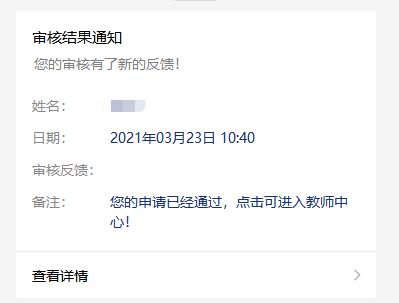 审核结果通知
您的审核有了新的反馈！
姓名：
日期： 2021年03月23日 10:40
审核反馈：
备注： 您的申请已经通过，点击可进入教师中
心！
查看详情